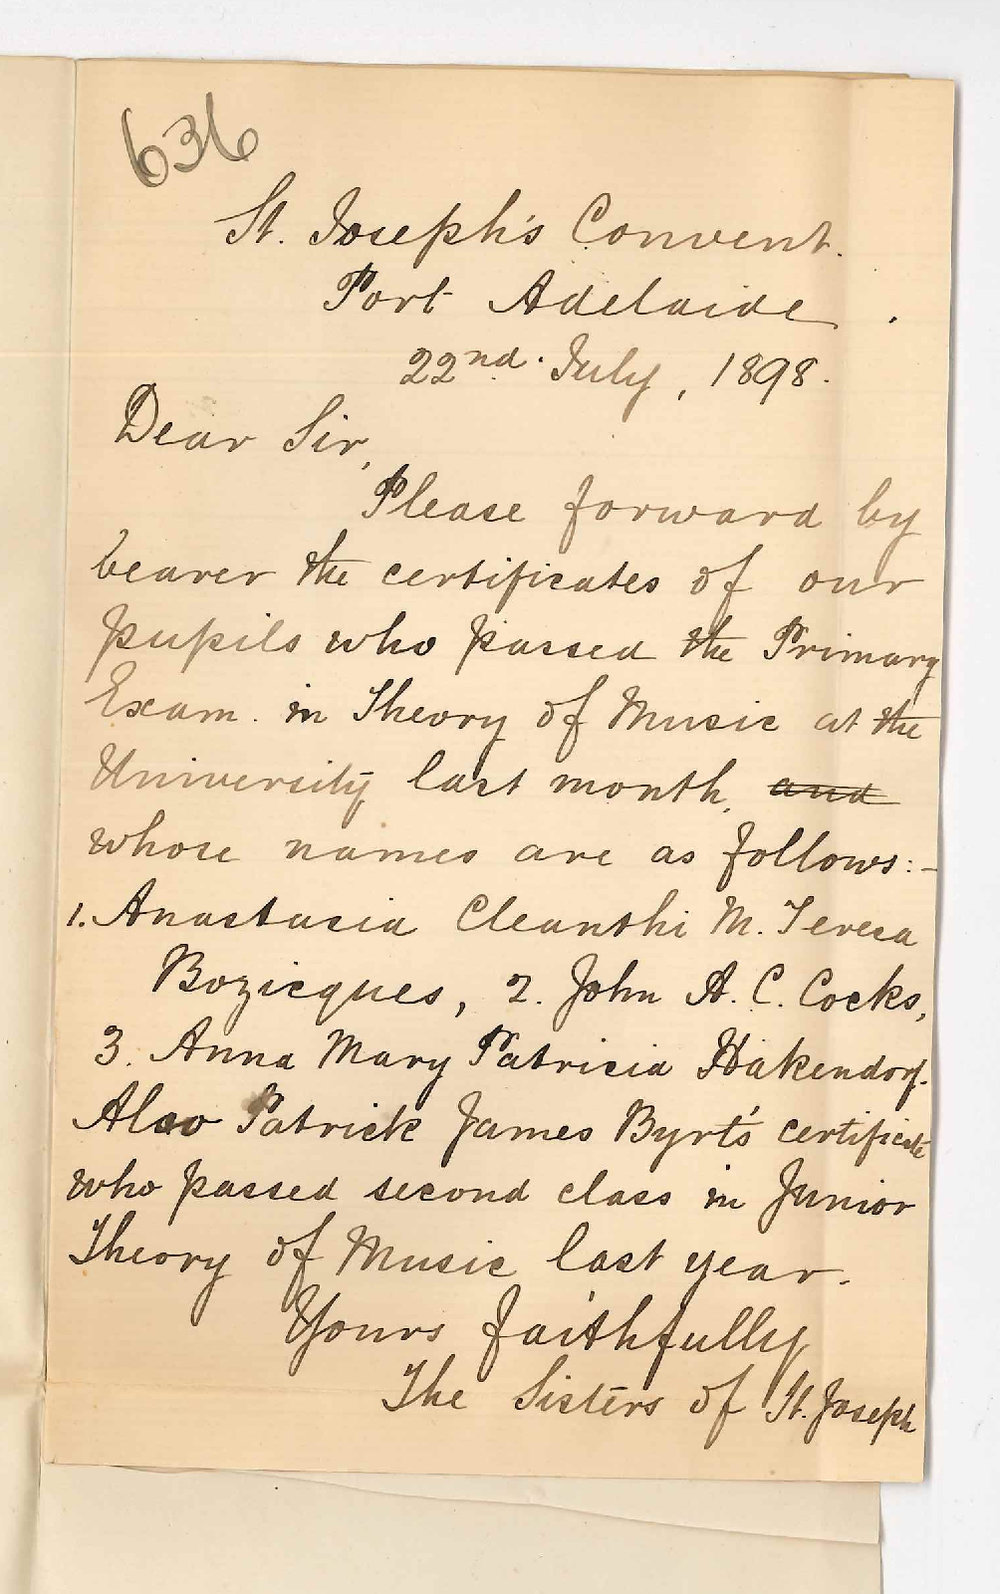 636
St. Joseph's Convent.
Port Adelaide.
22nd. July, 1898.
Dear Sir,
Please forward by
bearer the certificates of our
pupils who passed the Primary
Exam. in Theory of Music at the
University last month, and
whose names are as follows:-
1. Anastasia Cleanthi M. Teresa
Bozicques, 2. John A. C. Cocks,
3. Anna Mary Patricia Hakendorf.
Also Patrick James Byrt's certificate
who passed second class in Junior
Theory of Music last year.
Yours faithfully
The Sisters of St. Joseph